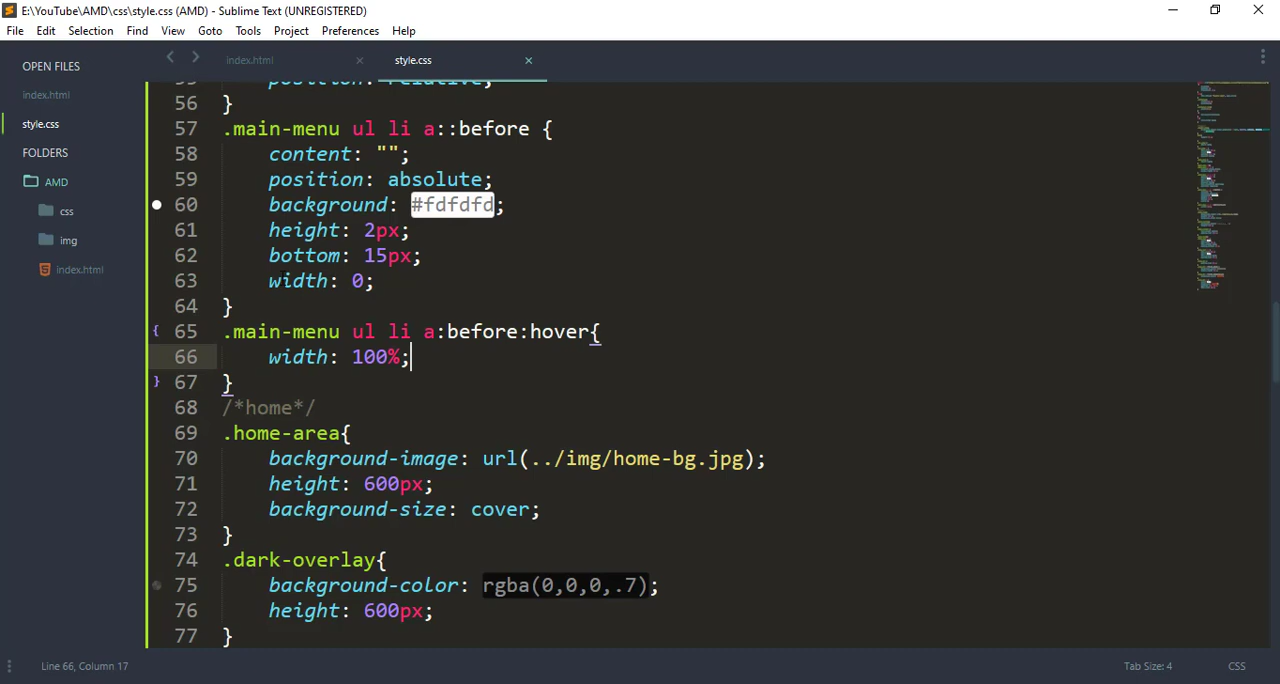 E:\YouTube\AMD\css\style.css (AMD) - Sublime Text (UNREGISTERED)
File Edit Selection Find View Goto Tools Project Preferences Help
OPEN FILES
index.html
style.css
FOLDERS
AMD
css
img
index.html
index.html
style.css
55 position: relative;
56 }
57 .main-menu ul li a::before {
58 content: "";
59 position: absolute;
60 background: #fdfdfd;
61 height: 2px;
62 bottom: 15px;
63 width: 0;
64 }
65 .main-menu ul li a:before:hover{
66 width: 100%;
67 }
68 /*home*/
69 .home-area{
70 background-image: url(../img/home-bg.jpg);
71 height: 600px;
72 background-size: cover;
73 }
74 .dark-overlay{
75 background-color: rgba(0,0,0,.7);
76 height: 600px;
77 }
Line 66, Column 17
Tab Size: 4
CSS